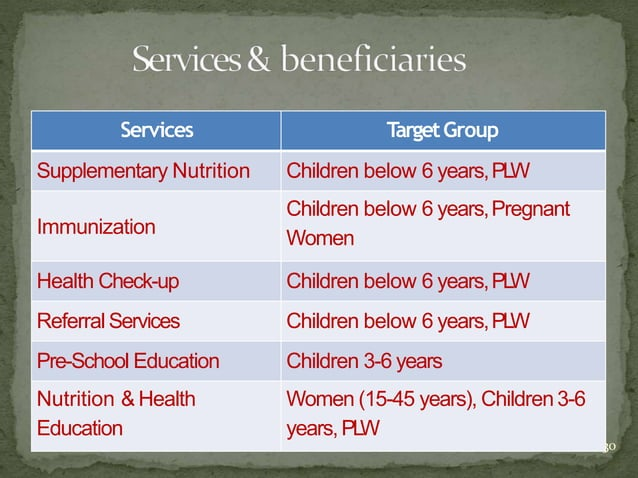 Services & beneficiaries
Services Target Group
Supplementary Nutrition Children below 6 years, PLW
Immunization Children below 6 years, Pregnant
Women
Health Check-up Children below 6 years, PLW
Referral Services Children below 6 years, PLW
Pre-School Education Children 3-6 years
Nutrition & Health
Education
Women (15-45 years), Children 3-6
years, PLW
30